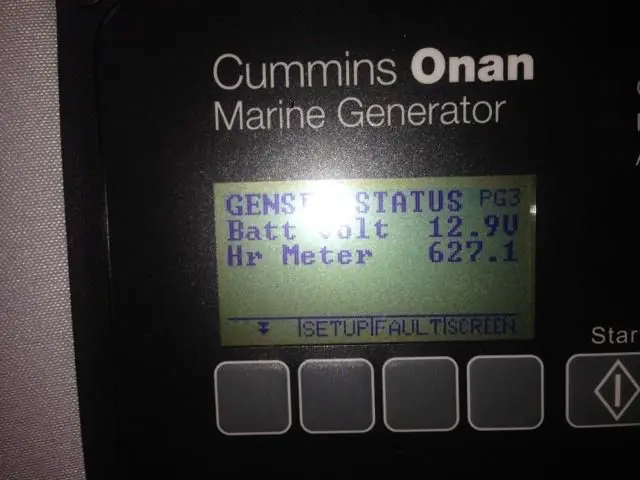 Cummins Onan
Marine Generator
STATUS PG3
Batt 12.9V
Hr Meter 627.1
SETUP FAULT SCREEN